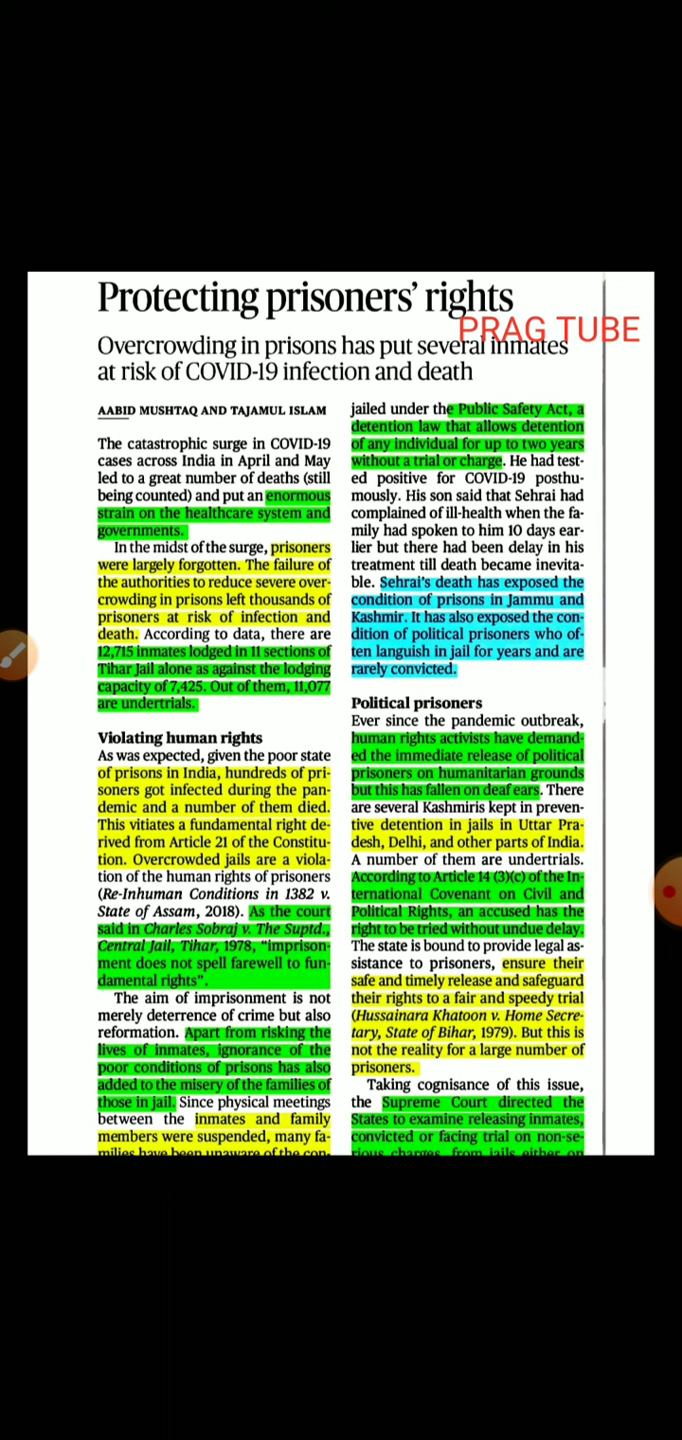 Protecting prisoners' rights
PRAG TUBE
Overcrowding in prisons has put several inmates
at risk of COVID-19 infection and death
AABID MUSHTAQ AND TAJAMUL ISLAM
The catastrophic surge in COVID-19
cases across India in April and May
led to a great number of deaths (still
being counted) and put an enormous
strain on the healthcare system and
governments.
In the midst of the surge, prisoners
were largely forgotten. The failure of
the authorities to reduce severe over-
crowding in prisons left thousands of
prisoners at risk of infection and
death. According to data, there are
12,715 inmates lodged in 11 sections of
Tihar Jail alone as against the lodging
capacity of 7,425. Out of them, 11,077
are undertrials.
Violating human rights
As was expected, given the poor state
of prisons in India, hundreds of pri-
soners got infected during the pan-
demic and a number of them died.
This vitiates a fundamental right de-
rived from Article 21 of the Constitu-
tion. Overcrowded jails are a viola-
tion of the human rights of prisoners
(Re-Inhuman Conditions in 1382 v.
State of Assam, 2018). As the court
said in Charles Sobraj v. The Suptd.,
Central Jail, Tihar, 1978, “imprison-
ment does not spell farewell to fun-
damental rights”.
The aim of imprisonment is not
merely deterrence of crime but also
reformation. Apart from risking the
lives of inmates, ignorance of the
poor conditions of prisons has also
added to the misery of the families of
those in jail. Since physical meetings
between the inmates and family
members were suspended, many fa-
milies have been unaware of the con-
jailed under the Public Safety Act, a
detention law that allows detention
of any individual for up to two years
without a trial or charge. He had test-
ed positive for COVID-19 posthu-
mously. His son said that Sehrai had
complained of ill-health when the fa-
mily had spoken to him 10 days ear-
lier but there had been delay in his
treatment till death became inevita-
ble. Sehrai's death has exposed the
condition of prisons in Jammu and
Kashmir. It has also exposed the con-
dition of political prisoners who of-
ten languish in jail for years and are
rarely convicted.
Political prisoners
Ever since the pandemic outbreak,
human rights activists have demand-
ed the immediate release of political
prisoners on humanitarian grounds
but this has fallen on deaf ears. There
are several Kashmiris kept in preven-
tive detention in jails in Uttar Pra-
desh, Delhi, and other parts of India.
A number of them are undertrials.
According to Article 14 (3)(c) of the In-
ternational Covenant on Civil and
Political Rights, an accused has the
right to be tried without undue delay.
The state is bound to provide legal as-
sistance to prisoners, ensure their
safe and timely release and safeguard
their rights to a fair and speedy trial
(Hussainara Khatoon v. Home Secre-
tary, State of Bihar, 1979). But this is
not the reality for a large number of
prisoners.
Taking cognisance of this issue,
the Supreme Court directed the
States to examine releasing inmates,
convicted or facing trial on non-se-
rious charges, from jails either on